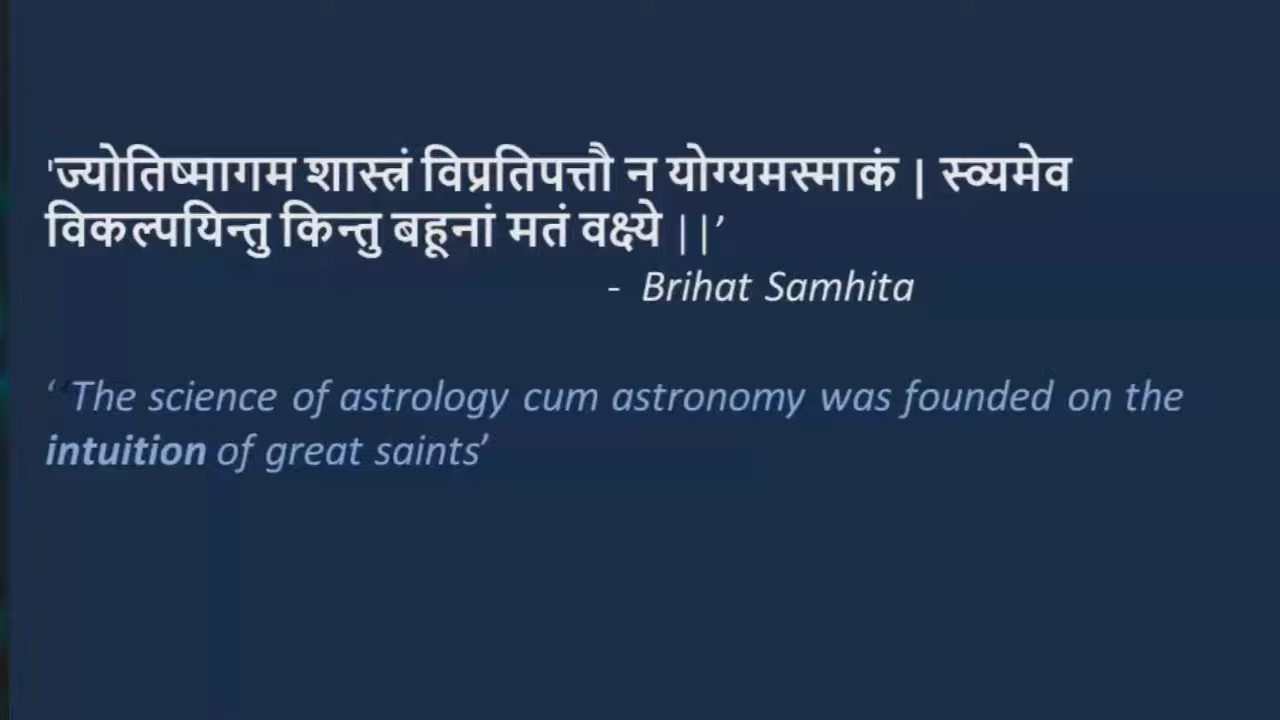 'ज्योतिष्मागम शास्त्रं विप्रतिपत्तौ न योग्यमस्माकं | स्व्यमेव
विकल्पयिन्तु किन्तु बहूनां मतं वक्ष्ये ||’
- Brihat Samhita
‘ ‘The science of astrology cum astronomy was founded on the
intuition of great saints’